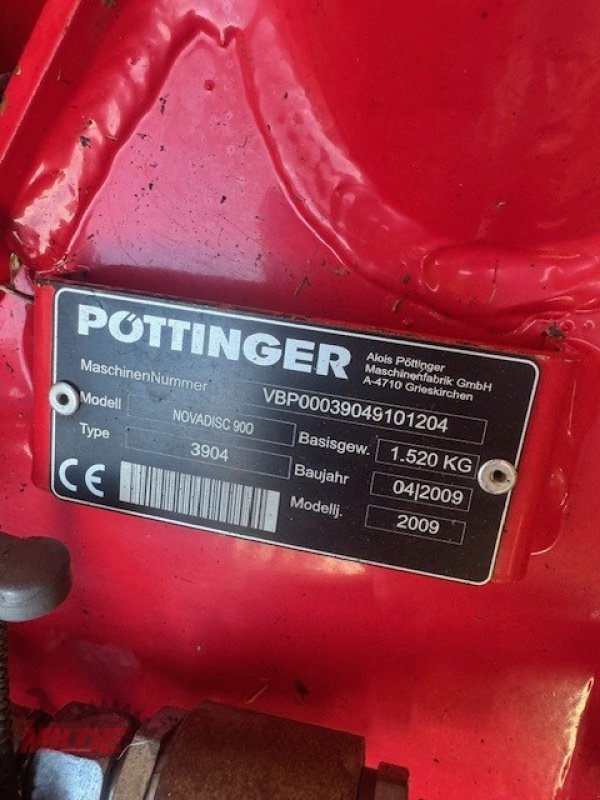 PÖTTINGER
Alois Pöttinger
Maschinenfabrik GmbH
A-4710 Grieskirchen
MaschinenNummer VBP00039049101204
Modell NOVADISC 900
Basisgew. 1.520 KG
Type 3904
Baujahr 04|2009
CE
Modellj. 2009